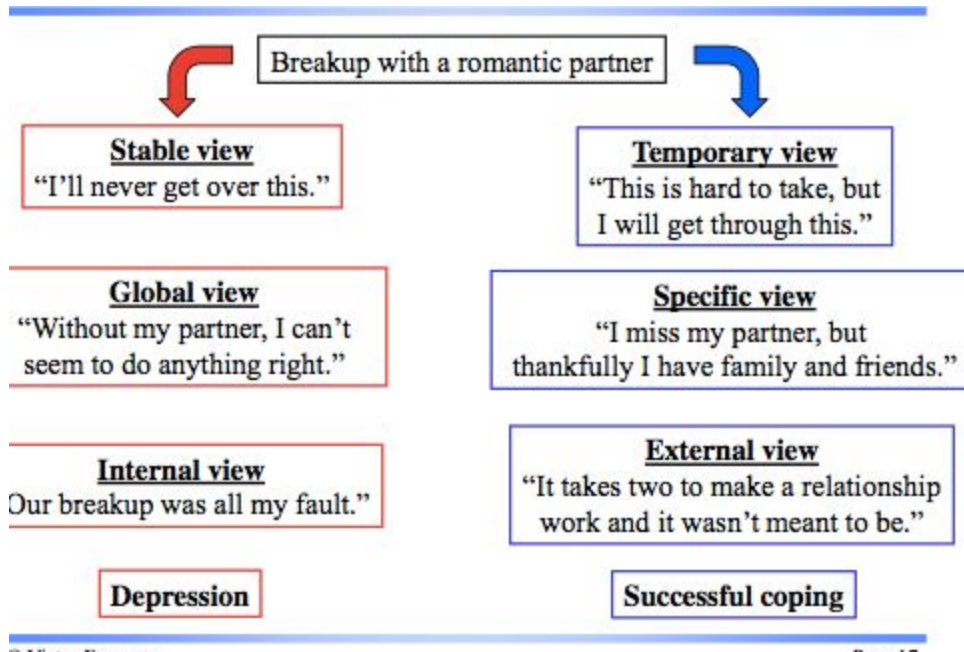 Breakup with a romantic partner
Stable view
“I’ll never get over this.”
Global view
“Without my partner, I can’t
seem to do anything right.”
Internal view
Our breakup was all my fault.”
Depression
Temporary view
“This is hard to take, but
I will get through this.”
Specific view
“I miss my partner, but
thankfully I have family and friends.”
External view
“It takes two to make a relationship
work and it wasn’t meant to be.”
Successful coping